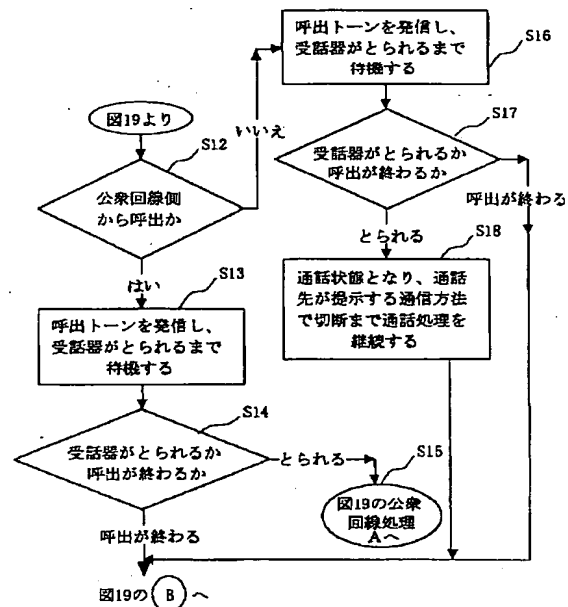 呼出トーンを発信し、
受話器がとられるまで
待機する
S16
図19より
いいえ
S12
公衆回線側
から呼出か
S17
受話器がとられるか
呼出が終わるか
呼出が終わる
とられる
S18
通話状態となり、通話
先が提示する通信方法
で切断まで通話処理を
継続する
はい
S13
呼出トーンを発信し、
受話器がとられるまで
待機する
S14
受話器がとられるか
呼出が終わるか
とられる
S15
図19の公衆
回線処理
Aへ
呼出が終わる
図19の B へ